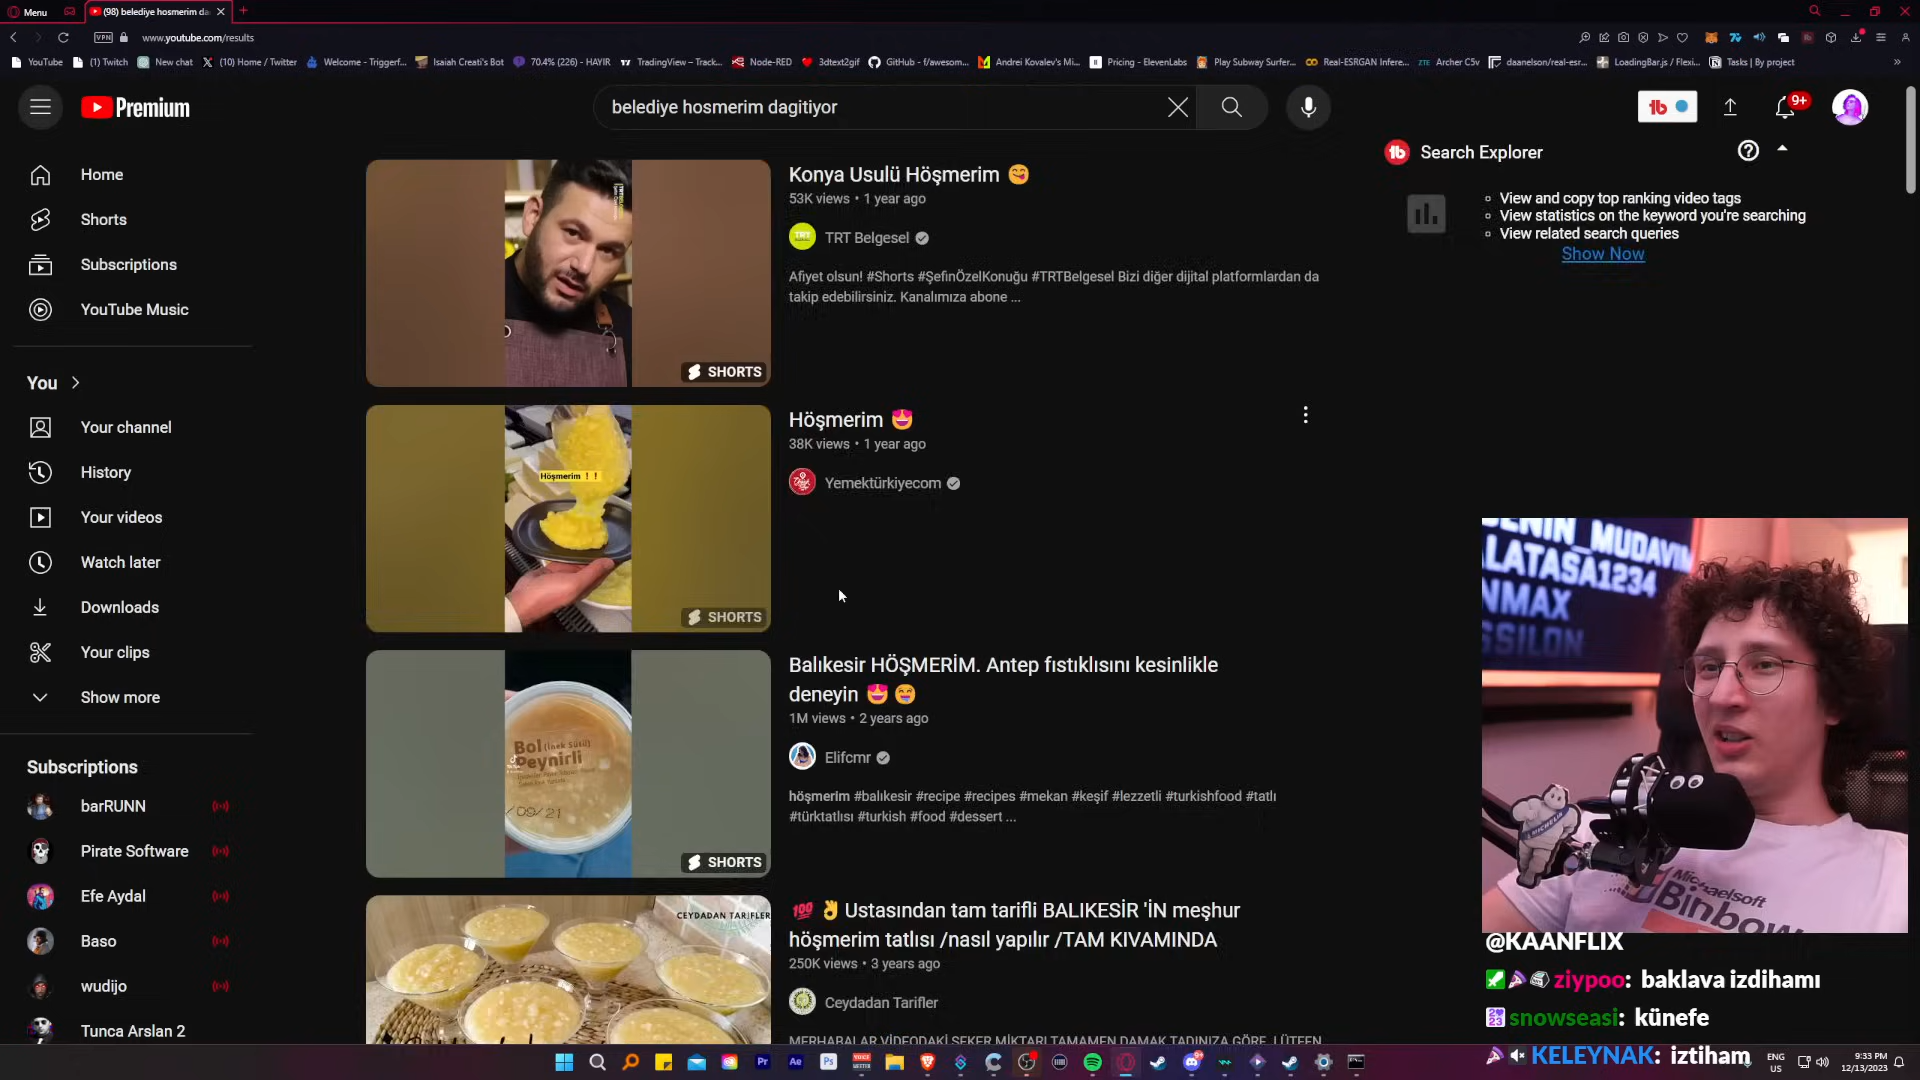 Menu
(98) belediye hosmerim da
VPN
www.youtube.com/results
YouTube
(1) Twitch
New chat
(10) Home / Twitter
Welcome - Triggerf...
Isaiah Creati's Bot
70.4% (226) - HAYIR
TradingView – Track...
Node-RED
3dtext2gif
GitHub - f/awesom...
Andrei Kovalev's Mi...
Pricing - ElevenLabs
Play Subway Surfer...
Real-ESRGAN Infere...
Archer C5v
daanelson/real-esr...
LoadingBar.js / Flexi...
Tasks | By project
Premium
belediye hosmerim dagitiyor
9+
Search Explorer
View and copy top ranking video tags
View statistics on the keyword you're searching
View related search queries
Show Now
Home
Shorts
Subscriptions
YouTube Music
You
Your channel
History
Your videos
Watch later
Downloads
Your clips
Show more
Subscriptions
barRUNN
Pirate Software
Efe Aydal
Baso
wudijo
Tunca Arslan 2
SHORTS
Konya Usulü Höşmerim 😋
53K views • 1 year ago
TRT Belgesel
Afiyet olsun! #Shorts #ŞefinÖzelKonuğu #TRTBelgesel Bizi diğer dijital platformlardan da
takip edebilirsiniz. Kanalımıza abone ...
Höşmerim ! !
SHORTS
Höşmerim 😍
38K views • 1 year ago
Yemektürkiyecom
Bol (İnek Sütü)
Peynirli
/09/21
SHORTS
Balıkesir HÖŞMERİM. Antep fıstıklısını kesinlikle
deneyin 😍 🤤
1M views • 2 years ago
Elifcmr
höşmerim #balıkesir #recipe #recipes #mekan #keşif #lezzetli #turkishfood #tatlı
#türktatlısı #turkish #food #dessert ...
CEYDADAN TARİFLER
💯 👌 Ustasından tam tarifli BALIKESİR 'İN meşhur
höşmerim tatlısı /nasıl yapılır /TAM KIVAMINDA
250K views • 3 years ago
Ceydadan Tarifler
MERHABALAR VİDEODAKİ ŞEKER MİKTARI TAMAMEN DAMAK TADINIZA GÖRE. LÜTFEN
ENIN_MUDAVIM
LATASA1234
NMAX
SSILON
MICHELIN
Michaelsoft
Binbow
@KAANFLIX
ziypoo: baklava izdihamı
snowseasi: künefe
KELEYNAK: iztiham
ENG
US
9:33 PM
12/13/2023